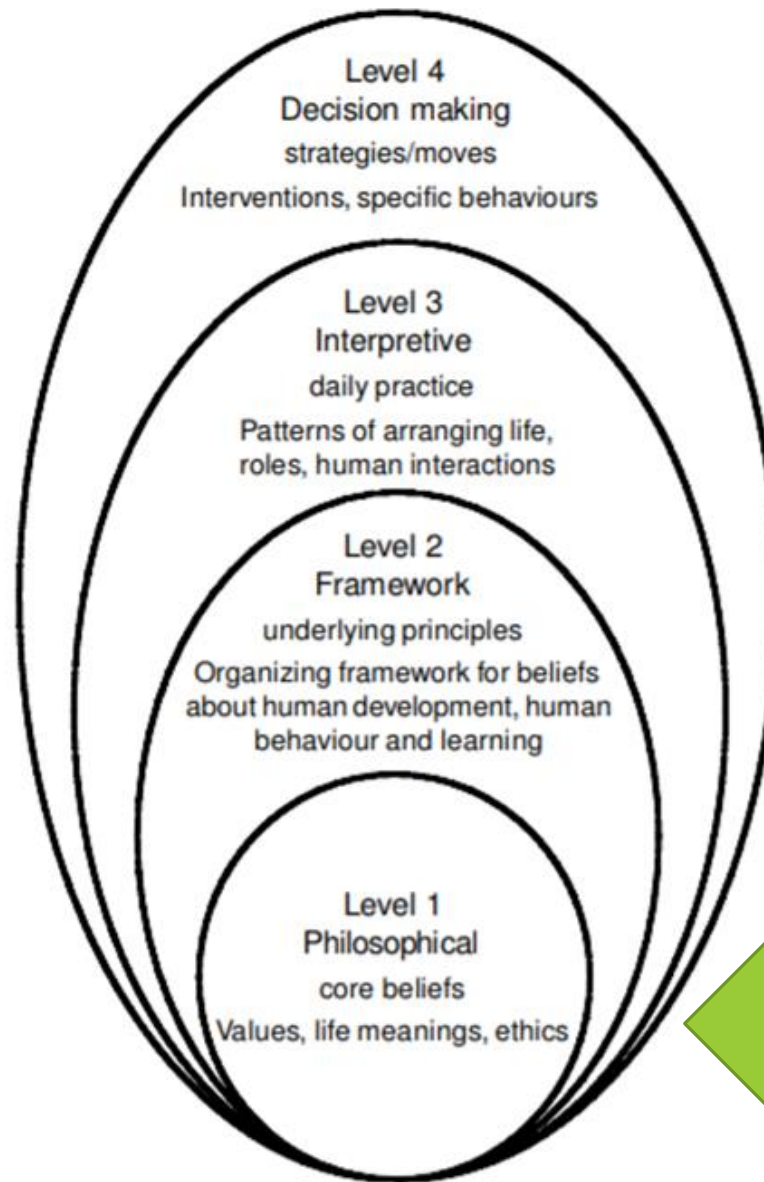 Level 4
Decision making
strategies/moves
Interventions, specific behaviours
Level 3
Interpretive
daily practice
Patterns of arranging life,
roles, human interactions
Level 2
Framework
underlying principles
Organizing framework for beliefs
about human development, human
behaviour and learning
Level 1
Philosophical
core beliefs
Values, life meanings, ethics